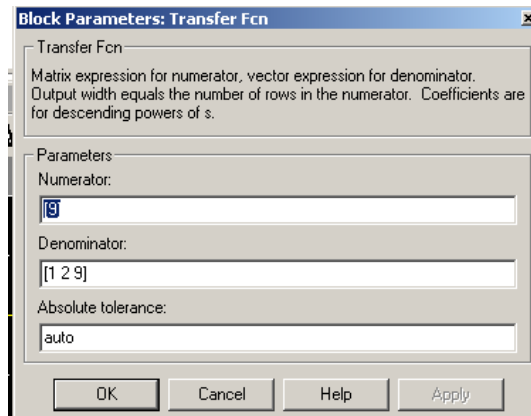 Block Parameters: Transfer Fcn
Transfer Fcn
Matrix expression for numerator, vector expression for denominator.
Output width equals the number of rows in the numerator. Coefficients are
for descending powers of s.
Parameters
Numerator:
[9]
Denominator:
[1 2 9]
Absolute tolerance:
auto
OK Cancel Help Apply